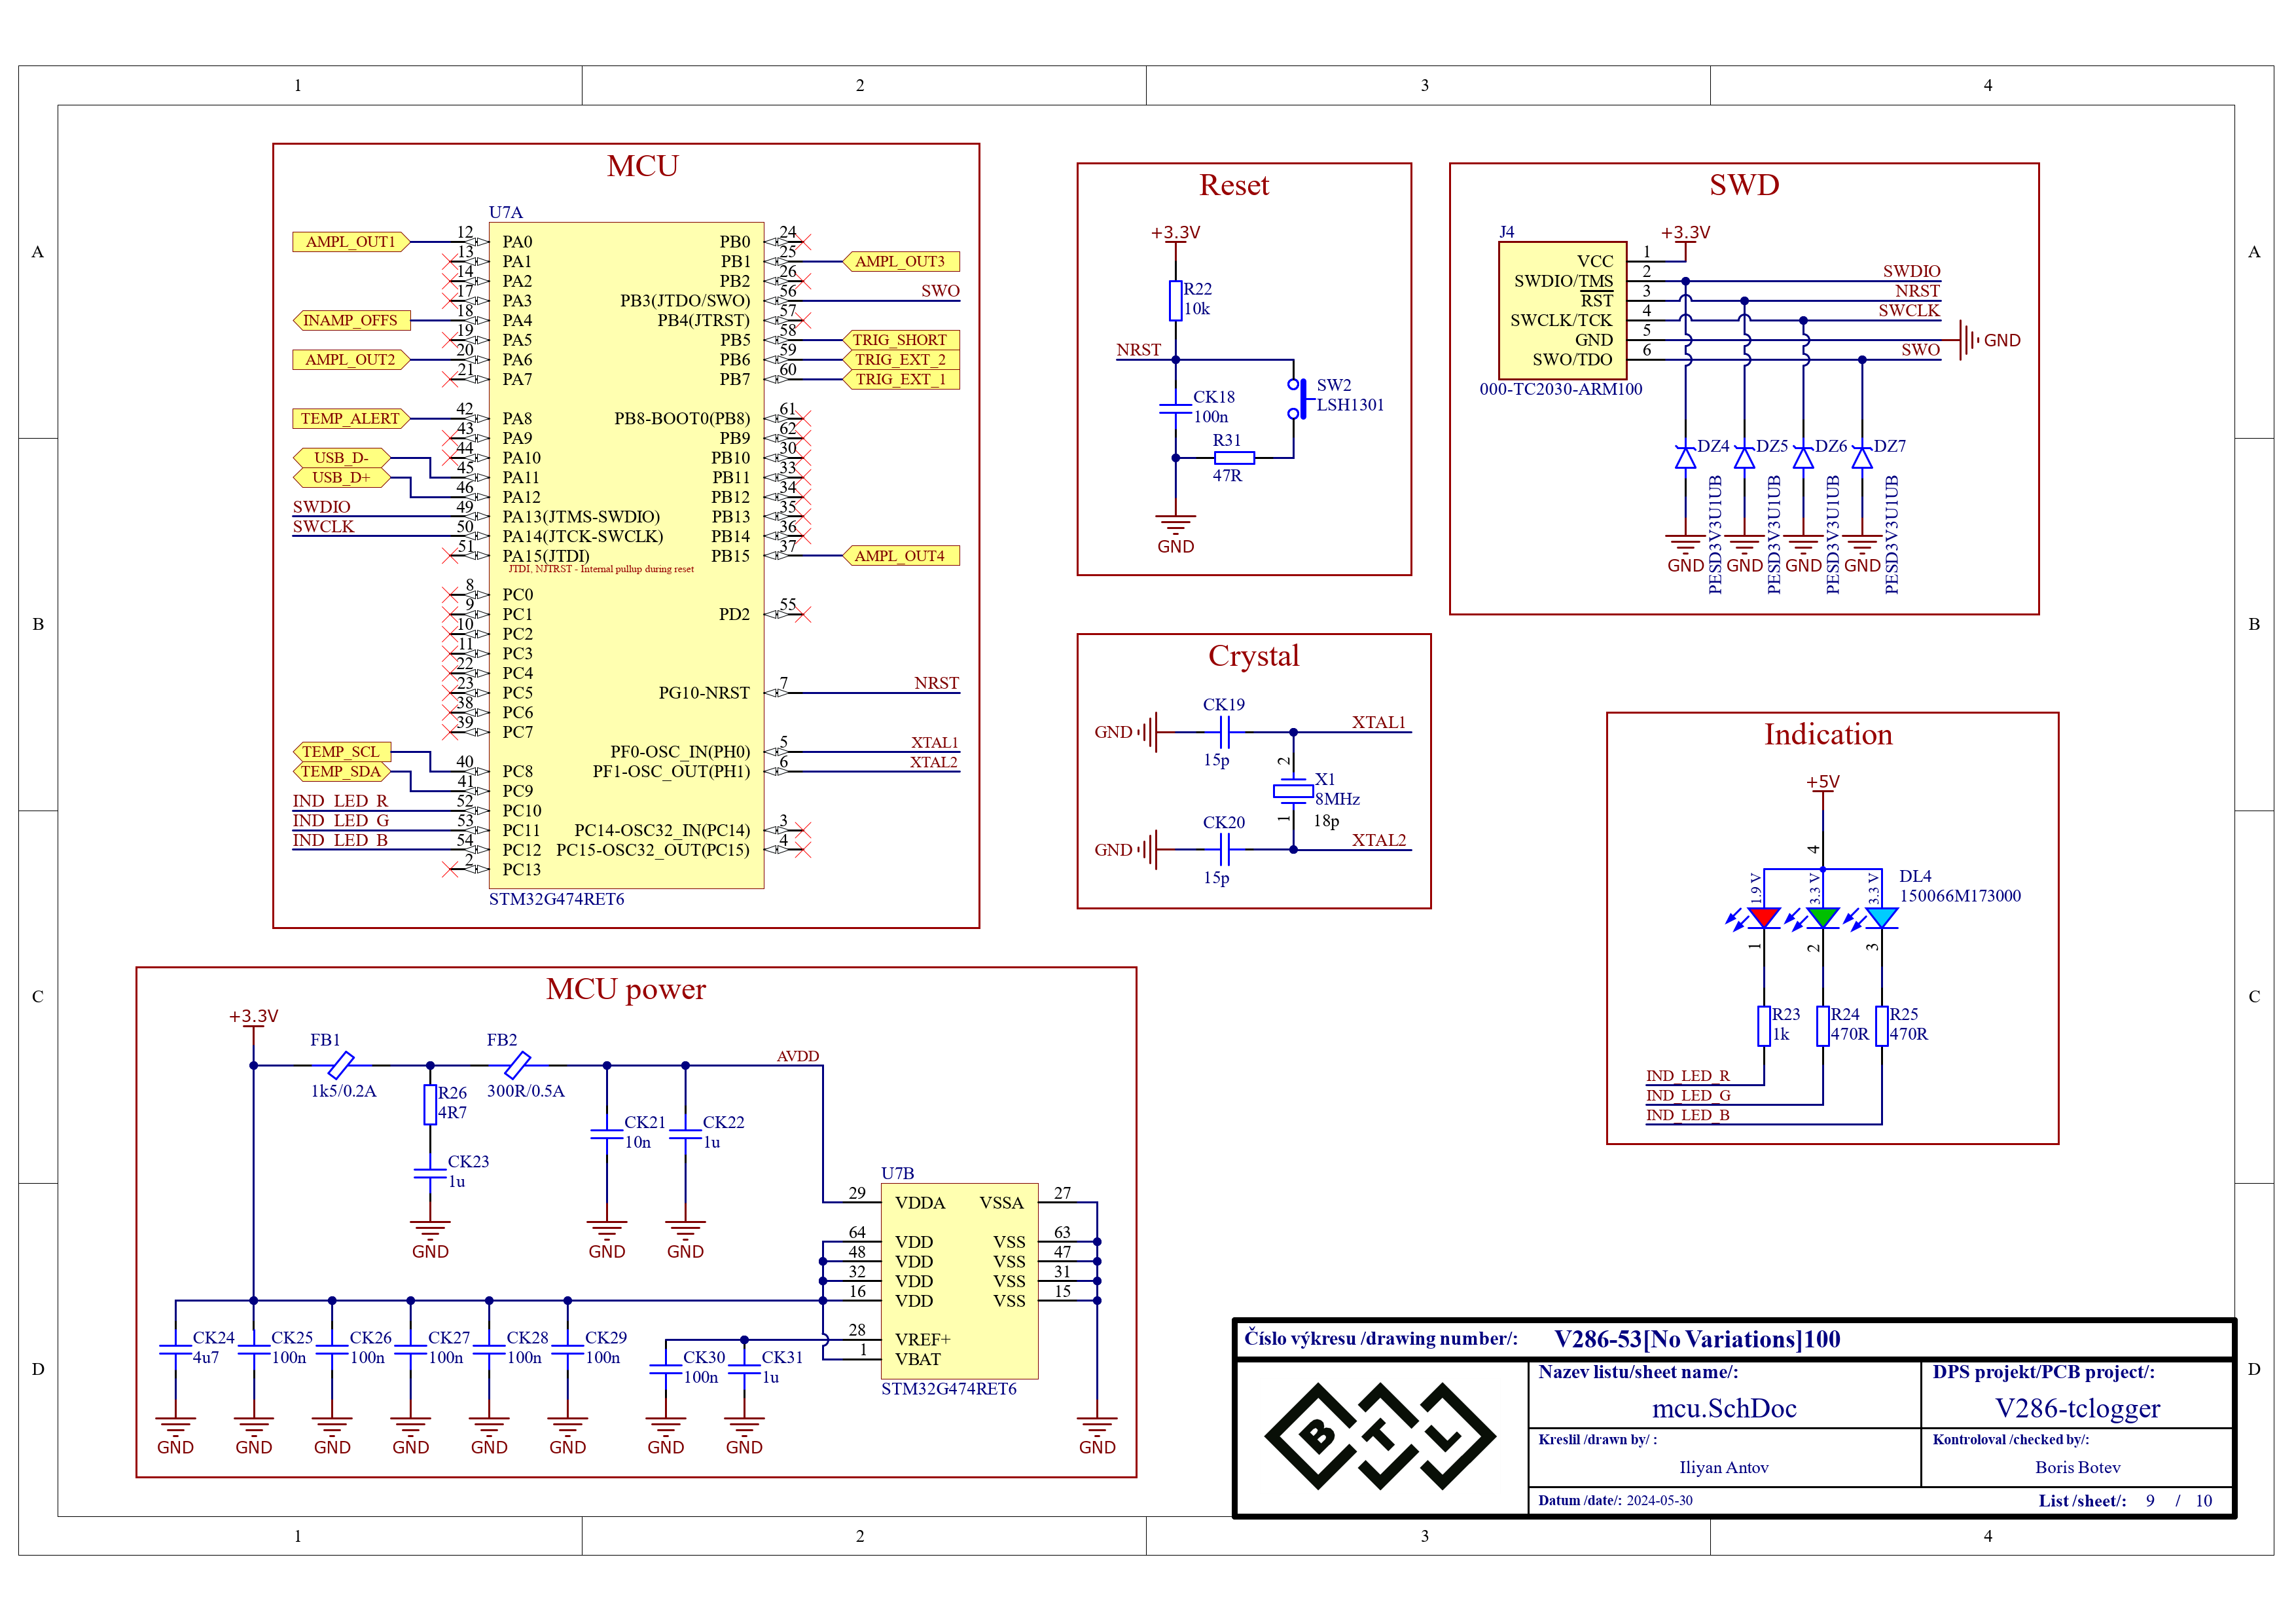 1 2 3 4
A
B
C
D
MCU
U7A
AMPL_OUT1 12 PA0
13 PA1
14 PA2
17 PA3
INAMP_OFFS 18 PA4
19 PA5
AMPL_OUT2 20 PA6
21 PA7
TEMP_ALERT 42 PA8
43 PA9
44 PA10
USB_D- 45 PA11
USB_D+ 46 PA12
SWDIO 49 PA13(JTMS-SWDIO)
SWCLK 50 PA14(JTCK-SWCLK)
51 PA15(JTDI)
JTDI, NJTRST - Internal pullup during reset
8 PC0
9 PC1
10 PC2
11 PC3
22 PC4
23 PC5
38 PC6
39 PC7
TEMP_SCL 40 PC8
TEMP_SDA 41 PC9
IND_LED_R 52 PC10
IND_LED_G 53 PC11
IND_LED_B 54 PC12
2 PC13
PB0 24
PB1 25 AMPL_OUT3
PB2 26
PB3(JTDO/SWO) 56 SWO
PB4(JTRST) 57
PB5 58 TRIG_SHORT
PB6 59 TRIG_EXT_2
PB7 60 TRIG_EXT_1
PB8-BOOT0(PB8) 61
PB9 62
PB10 30
PB11 33
PB12 34
PB13 35
PB14 36
PB15 37 AMPL_OUT4
PD2 55
PG10-NRST 7 NRST
PF0-OSC_IN(PH0) 5 XTAL1
PF1-OSC_OUT(PH1) 6 XTAL2
PC14-OSC32_IN(PC14) 3
PC15-OSC32_OUT(PC15) 4
STM32G474RET6
Reset
+3.3V
R22
10k
NRST
CK18
100n
SW2
LSH1301
R31
47R
GND
SWD
J4
+3.3V
VCC 1
SWDIO/TMS 2 SWDIO
RST 3 NRST
SWCLK/TCK 4 SWCLK
GND 5 GND
SWO/TDO 6 SWO
000-TC2030-ARM100
DZ4 DZ5 DZ6 DZ7
PESD3V3U1UB PESD3V3U1UB PESD3V3U1UB PESD3V3U1UB
GND GND GND GND
Crystal
CK19
GND XTAL1
15p
2
X1
8MHz
18p
1
CK20
GND XTAL2
15p
Indication
+5V
4
1.9 V 3.3 V 3.3 V
DL4
150066M173000
1 2 3
R23 R24 R25
1k 470R 470R
IND_LED_R
IND_LED_G
IND_LED_B
MCU power
+3.3V
FB1 FB2 AVDD
1k5/0.2A 300R/0.5A
R26
4R7
CK21
10n
CK22
1u
CK23
1u
GND GND GND
U7B
29 VDDA VSSA 27
64 VDD VSS 63
48 VDD VSS 47
32 VDD VSS 31
16 VDD VSS 15
28 VREF+
1 VBAT
STM32G474RET6
CK24 CK25 CK26 CK27 CK28 CK29
4u7 100n 100n 100n 100n 100n
CK30 CK31
100n 1u
GND GND GND GND GND GND GND GND GND
Číslo výkresu /drawing number/: V286-53[No Variations]100
Nazev listu/sheet name/: DPS projekt/PCB project/:
mcu.SchDoc V286-tclogger
Kreslil /drawn by/ : Kontroloval /checked by/:
Iliyan Antov Boris Botev
Datum /date/: 2024-05-30 List /sheet/: 9 / 10
BTL
A
B
C
D
1 2 3 4